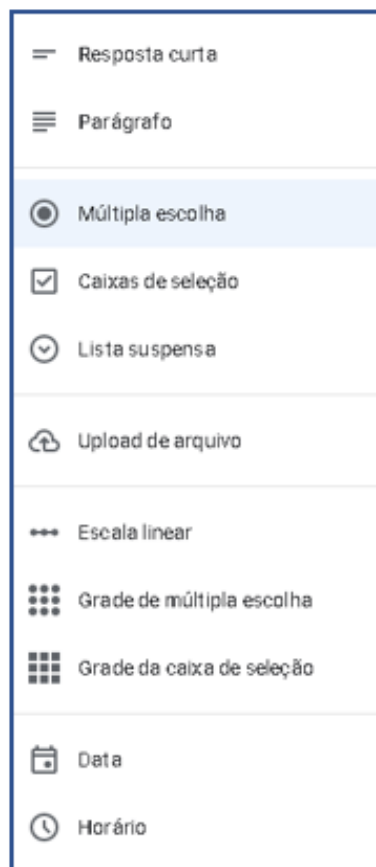 Resposta curta
Parágrafo
Múltipla escolha
Caixas de seleção
Lista suspensa
Upload de arquivo
Escala linear
Grade de múltipla escolha
Grade da caixa de seleção
Data
Horário